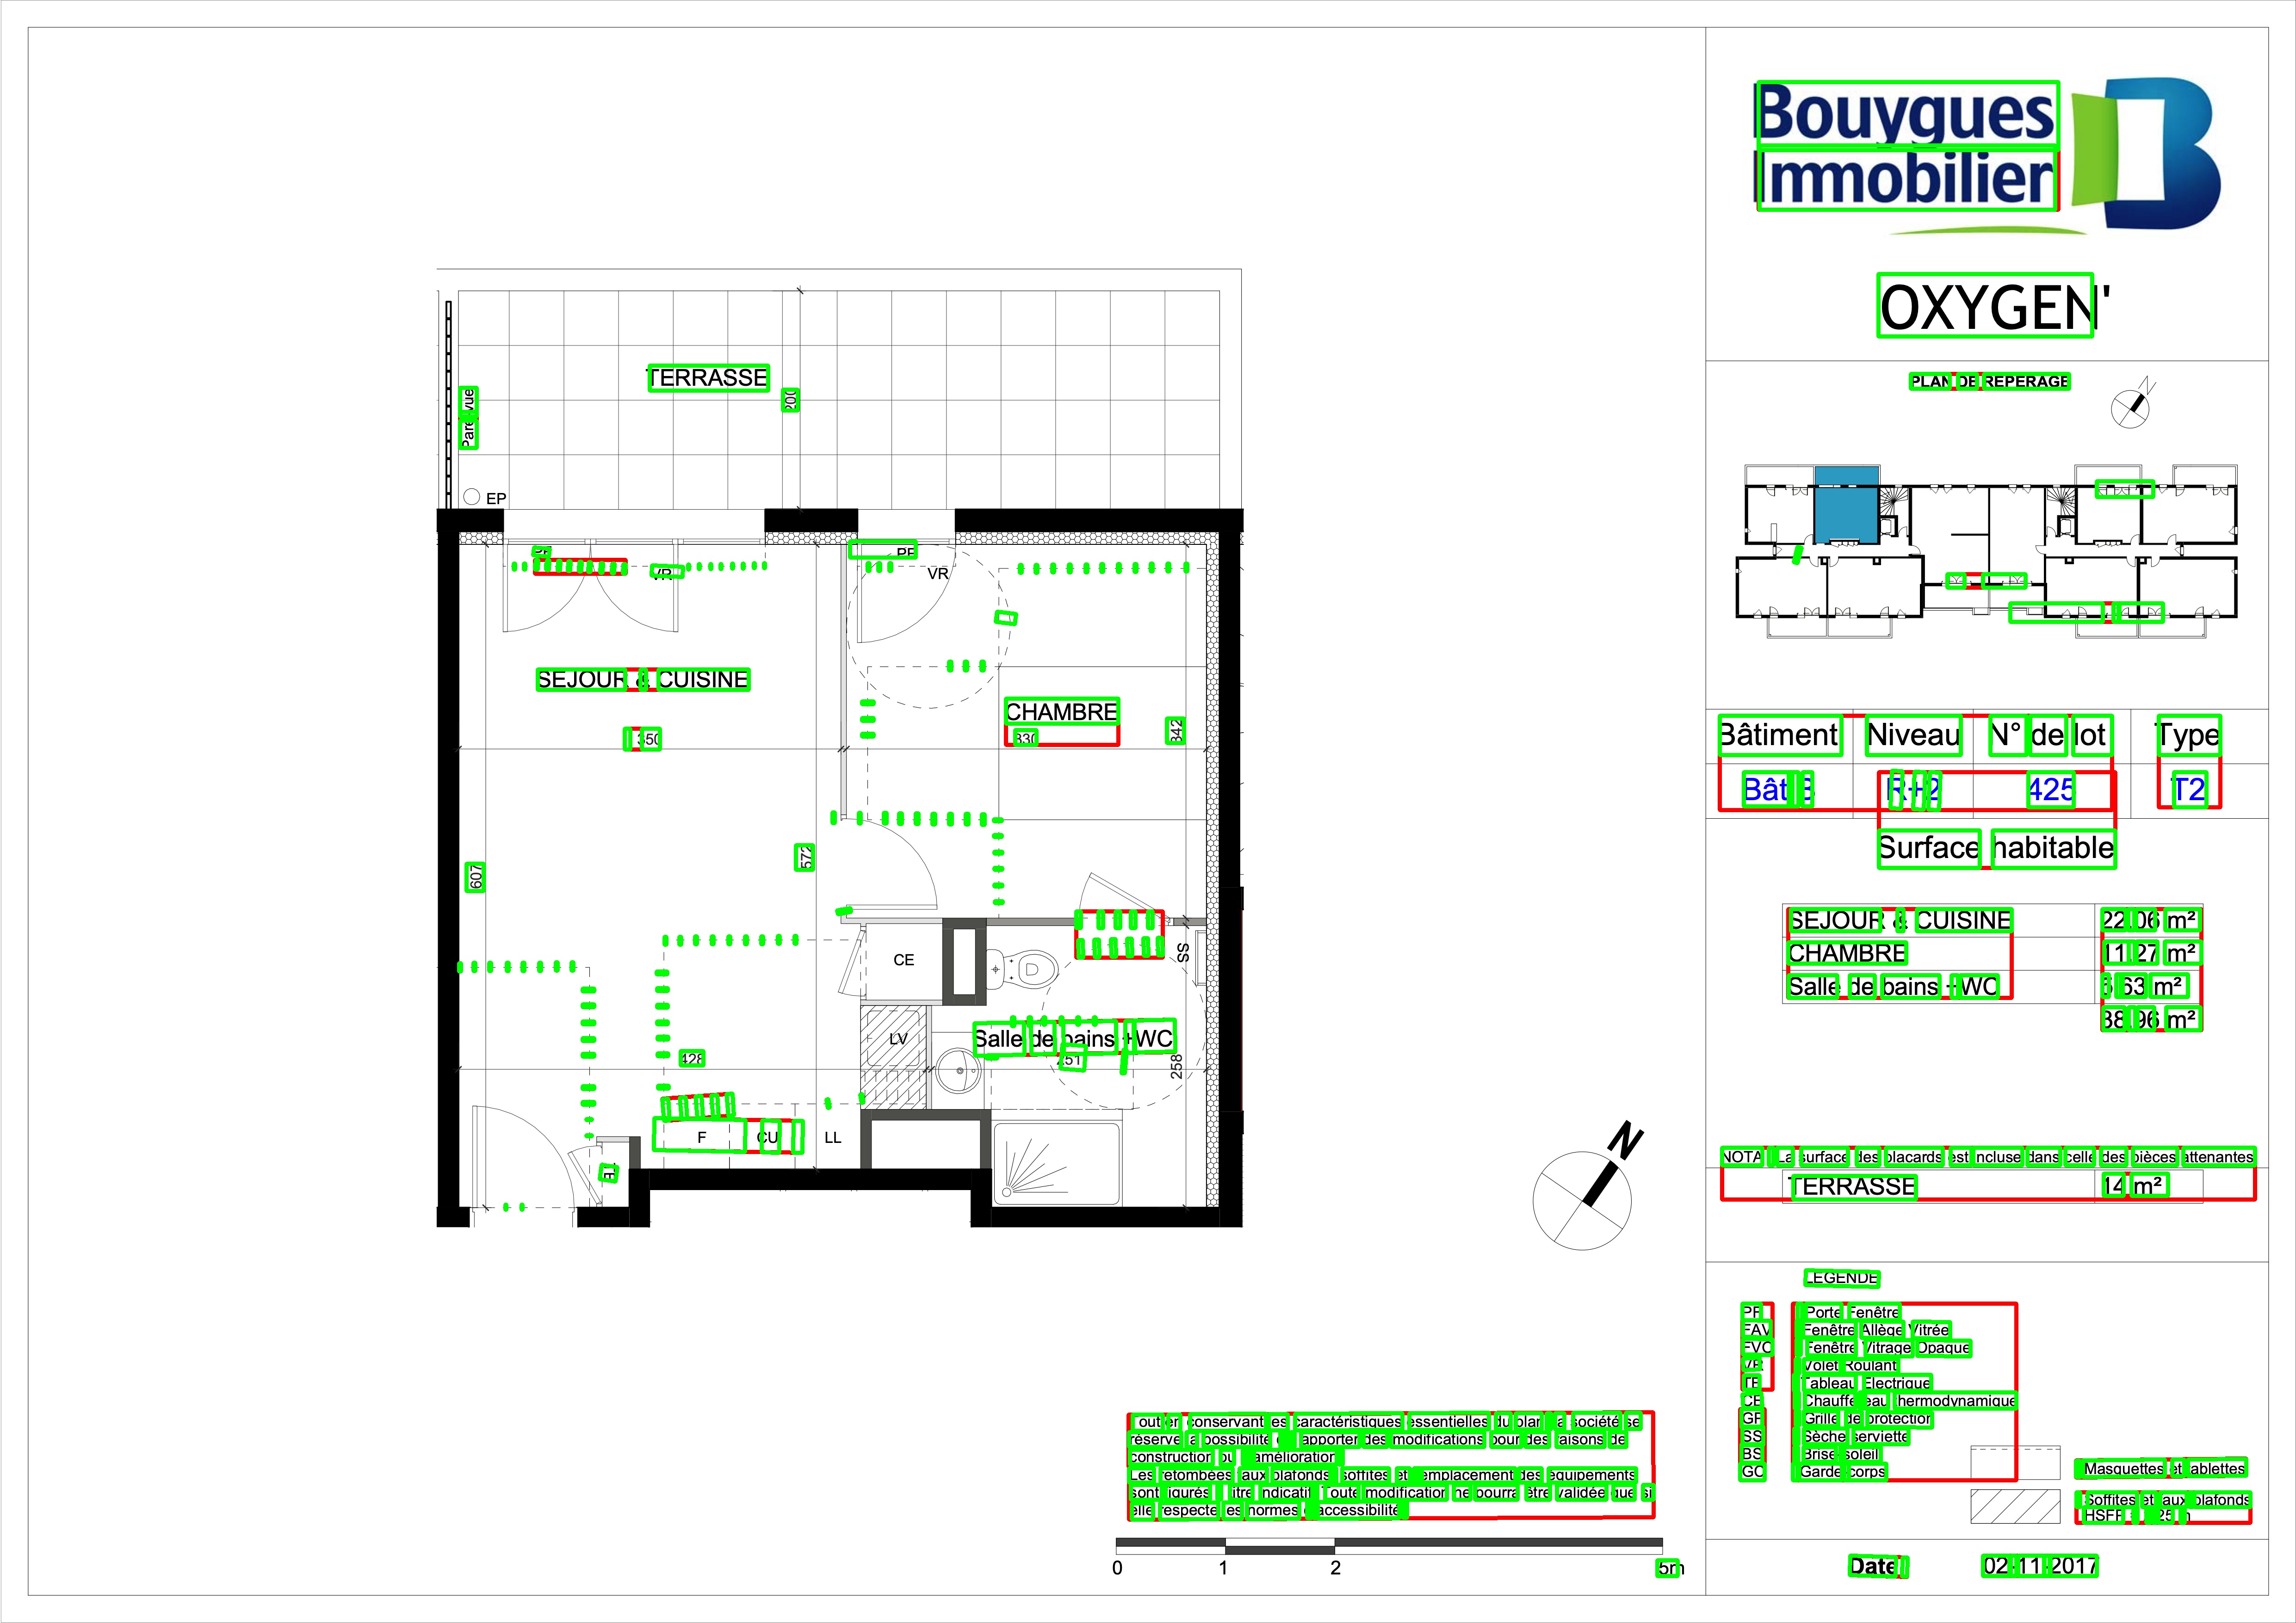 Bouygues
Immobilier
OXYGEN'
PLAN DE REPERAGE
N
Bâtiment Niveau N° de lot Type
Bât B R+2 425 T2
Surface habitable
SEJOUR & CUISINE 22.06 m²
CHAMBRE 11.27 m²
Salle de bains +WC 5.63 m²
38.96 m²
NOTA : La surface des placards est incluse dans celle des pièces attenantes
TERRASSE 14 m²
LEGENDE
PF : Porte Fenêtre
FAV : Fenêtre Allège Vitrée
FVO : Fenêtre Vitrage Opaque
VR : Volet Roulant
TE : Tableau Electrique
CE : Chauffe eau thermodynamique
GP : Grille de protection
SS : Sèche serviette
BS : Brise soleil
GC : Garde corps
Masquettes et tablettes
Soffites et faux plafonds
Date
02-11-2017
TERRASSE
200
Pare vue
EP
PF
VR
PF
VR
SEJOUR & CUISINE
350
CHAMBRE
330
342
607
572
CE
SS
LV
Salle de bains +WC
251
258
428
F
CU
LL
TE
N
Tout en conservant les caractéristiques essentielles du plan, la société se
réserve la possibilité d'apporter des modifications pour des raisons de
construction ou d'amélioration.
Les retombées, faux plafonds, soffites et l'emplacement des équipements
sont figurés à titre indicatif. Toute modification ne pourra être validée que si
elle respecte les normes d'accessibilité.
0 1 2 5m